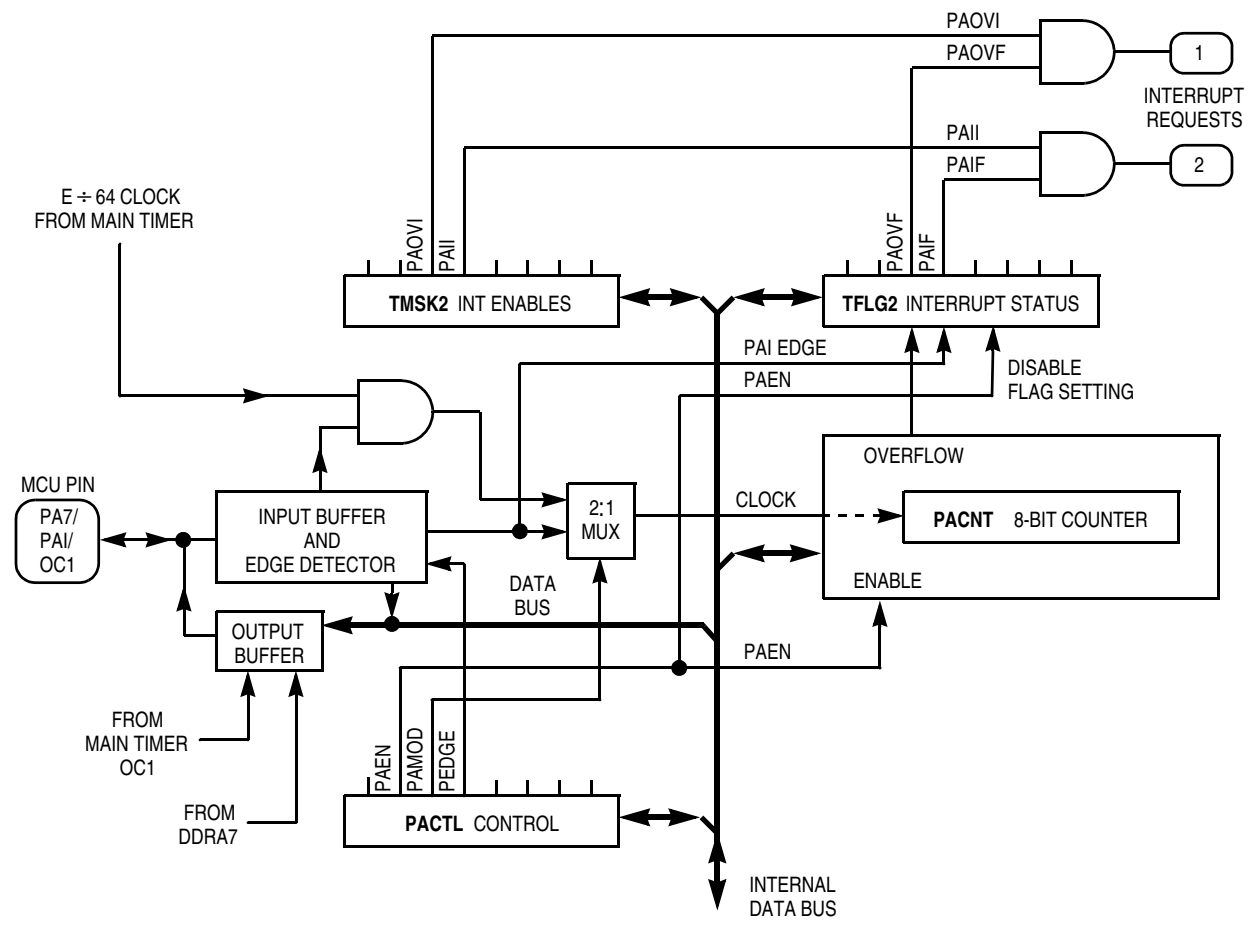 PAOVI
PAOVF
1
INTERRUPT
REQUESTS
PAII
PAIF
2
E ÷ 64 CLOCK
FROM MAIN TIMER
PAOVI
PAII
PAOVF
PAIF
TMSK2 INT ENABLES
TFLG2 INTERRUPT STATUS
PAI EDGE
PAEN
DISABLE
FLAG SETTING
OVERFLOW
MCU PIN
PA7/
PAI/
OC1
INPUT BUFFER
AND
EDGE DETECTOR
2:1
MUX
CLOCK
PACNT 8-BIT COUNTER
ENABLE
DATA
BUS
OUTPUT
BUFFER
PAEN
FROM
MAIN TIMER
OC1
PAEN
PAMOD
PEDGE
FROM
DDRA7
PACTL CONTROL
INTERNAL
DATA BUS